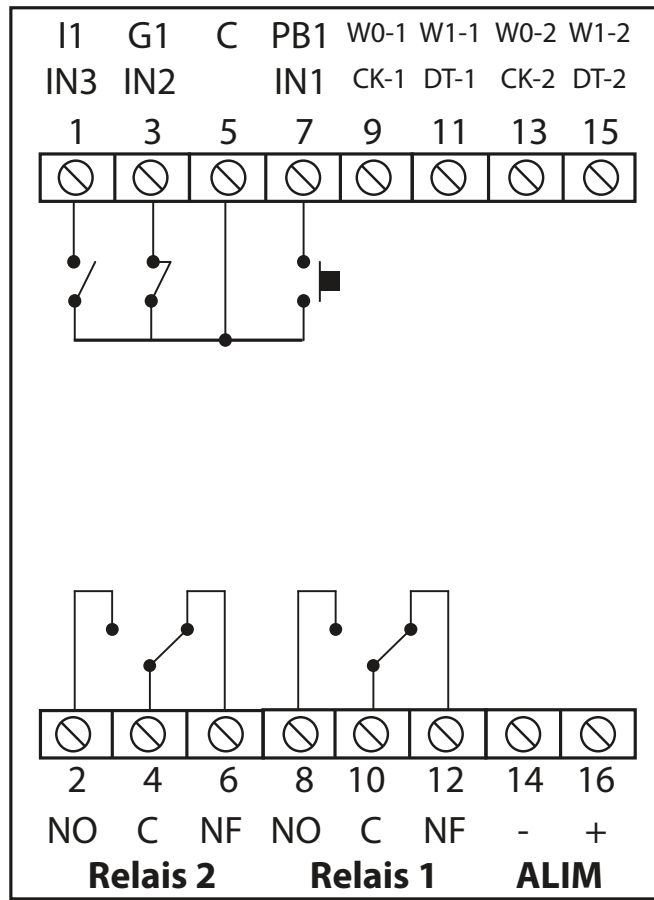 I1 G1 C PB1 W0-1 W1-1 W0-2 W1-2
IN3 IN2 IN1 CK-1 DT-1 CK-2 DT-2
1 3 5 7 9 11 13 15
2 4 6 8 10 12 14 16
NO C NF NO C NF - +
Relais 2 Relais 1 ALIM